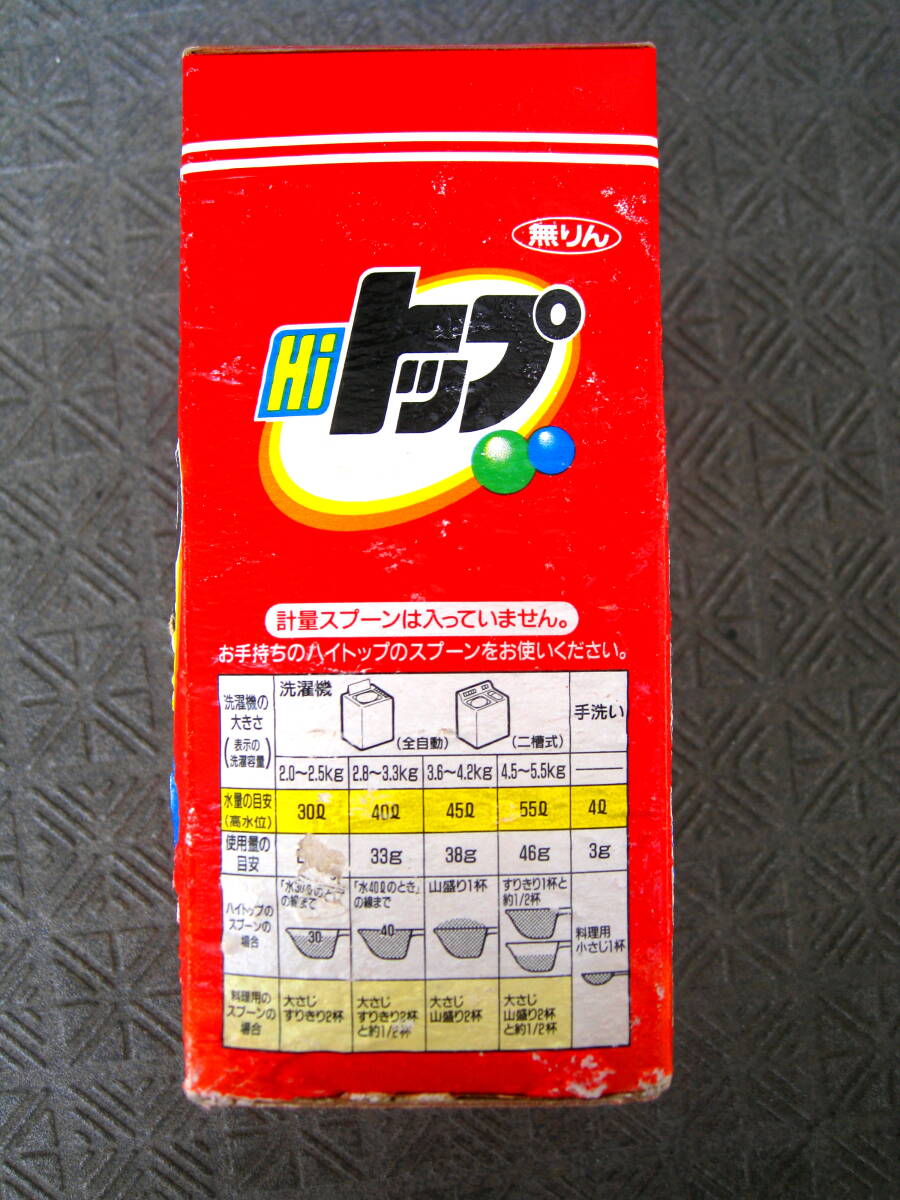 無りん
Hiトップ
計量スプーンは入っていません。
お手持ちのハイトップのスプーンをお使いください。
洗濯機の
大きさ
(表示の
洗濯容量)
洗濯機
(全自動)
(二槽式)
手洗い
2.0～2.5kg 2.8～3.3kg 3.6～4.2kg 4.5～5.5kg
水量の目安
(高水位)
30ℓ 40ℓ 45ℓ 55ℓ 4ℓ
使用量の
目安
33g 38g 46g 3g
ハイトップの
スプーンの
場合
「水30ℓのとき」
の線まで
30
「水40ℓのとき」
の線まで
40
山盛り1杯
すりきり1杯と
約1/2杯
料理用
小さじ1杯
料理用の
スプーンの
場合
大さじ
すりきり2杯
大さじ
すりきり2杯
と約1/2杯
大さじ
山盛り2杯
大さじ
山盛り2杯
と約1/2杯